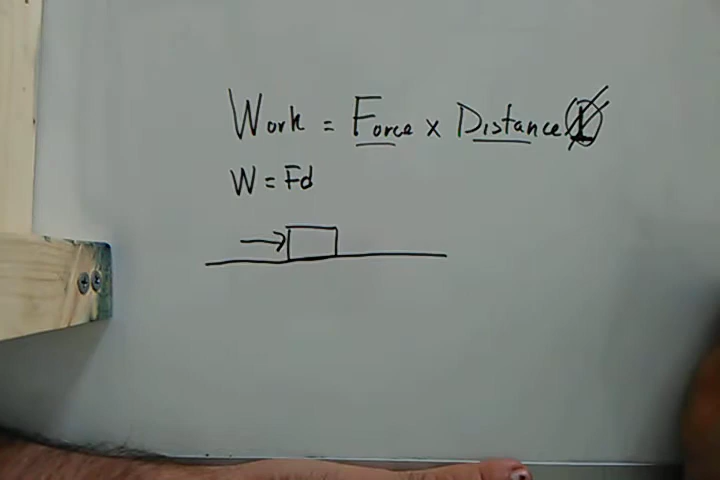 Work = Force x Distance
W = Fd